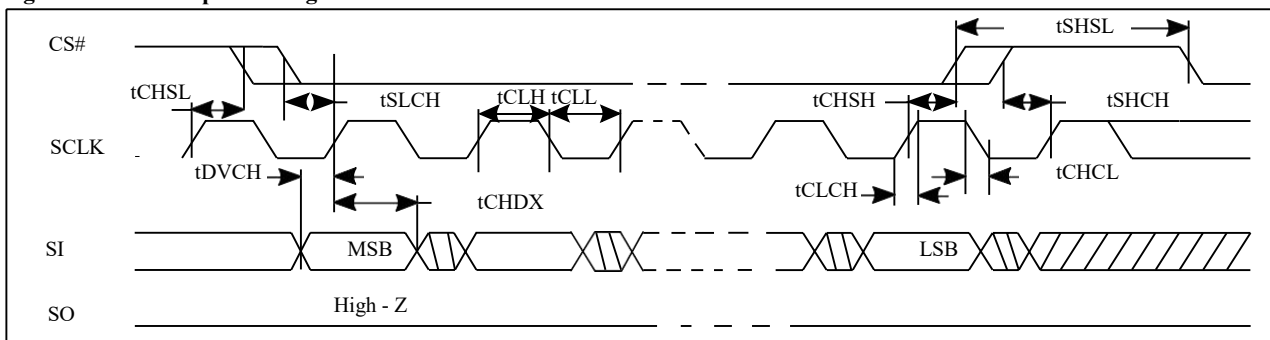 CS#
tSHSL
tCHSL
tSLCH
tCLH
tCLL
tCHSH
tSHCH
SCLK
tDVCH
tCHDX
tCLCH
tCHCL
SI
MSB
LSB
SO
High - Z